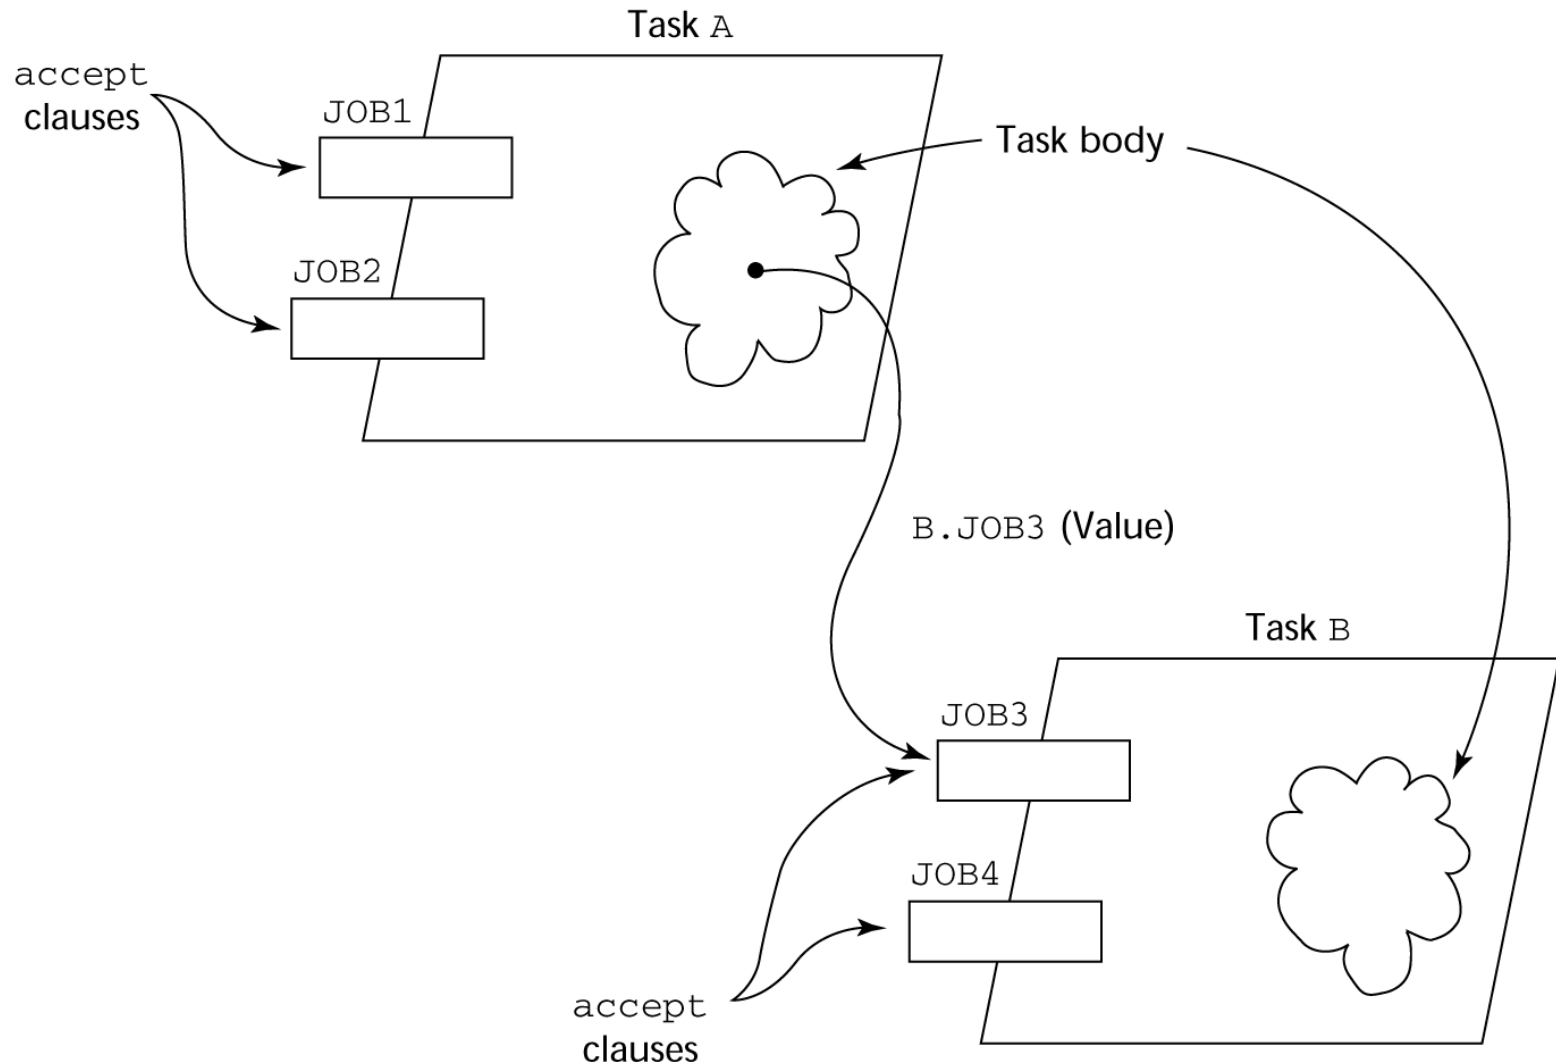 Task A
accept
clauses
JOB1
Task body
JOB2
B.JOB3 (Value)
Task B
JOB3
JOB4
accept
clauses